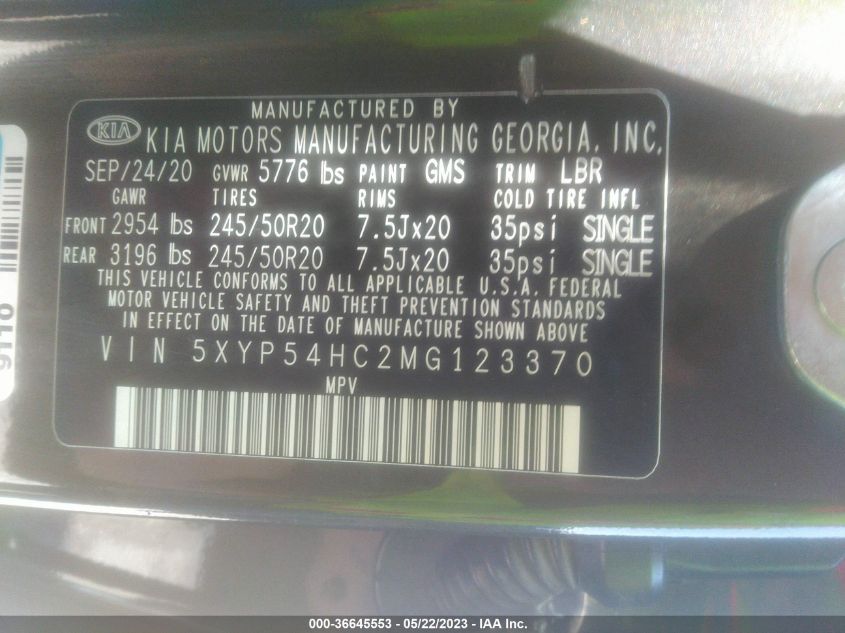 MANUFACTURED BY
KIA KIA MOTORS MANUFACTURING GEORGIA, INC.
SEP/24/20 GVWR 5776 lbs PAINT GMS TRIM LBR
GAWR TIRES RIMS COLD TIRE INFL
FRONT 2954 lbs 245/50R20 7.5Jx20 35psi SINGLE
REAR 3196 lbs 245/50R20 7.5Jx20 35psi SINGLE
THIS VEHICLE CONFORMS TO ALL APPLICABLE U.S.A. FEDERAL
MOTOR VEHICLE SAFETY AND THEFT PREVENTION STANDARDS
IN EFFECT ON THE DATE OF MANUFACTURE SHOWN ABOVE
VIN 5XYP54HC2MG123370
MPV
9110
000-36645553 - 05/22/2023 - IAA Inc.